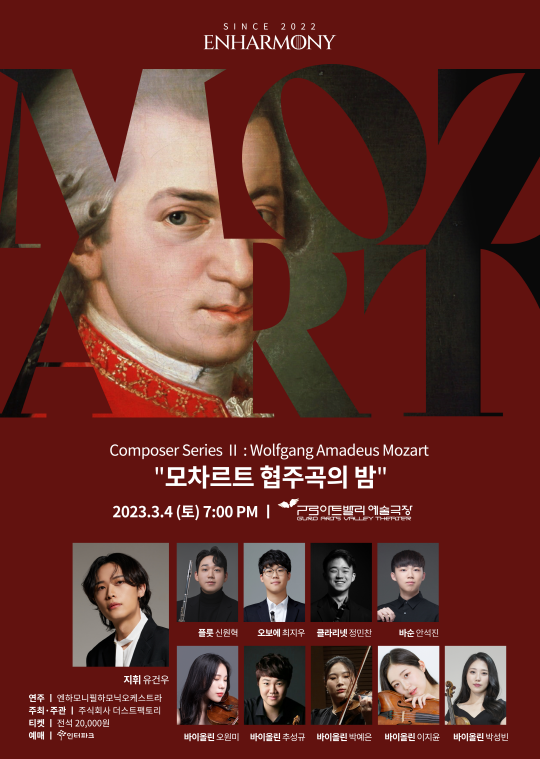 SINCE 2022
ENHARMONY
MOZ
ART
Composer Series Ⅱ : Wolfgang Amadeus Mozart
"모차르트 협주곡의 밤"
2023.3.4 (토) 7:00 PM | 구로아트밸리 예술극장
GURO ARTS VALLEY THEATER
플룻 신원혁
오보에 최지우
클라리넷 정민찬
바순 안석진
지휘 유건우
연주 | 엔하모니필하모닉오케스트라
주최·주관 | 주식회사 더스트팩토리
티켓 | 전석 20,000원
예매 | 인터파크
바이올린 오원미
바이올린 추성규
바이올린 박예은
바이올린 이지윤
바이올린 박성빈